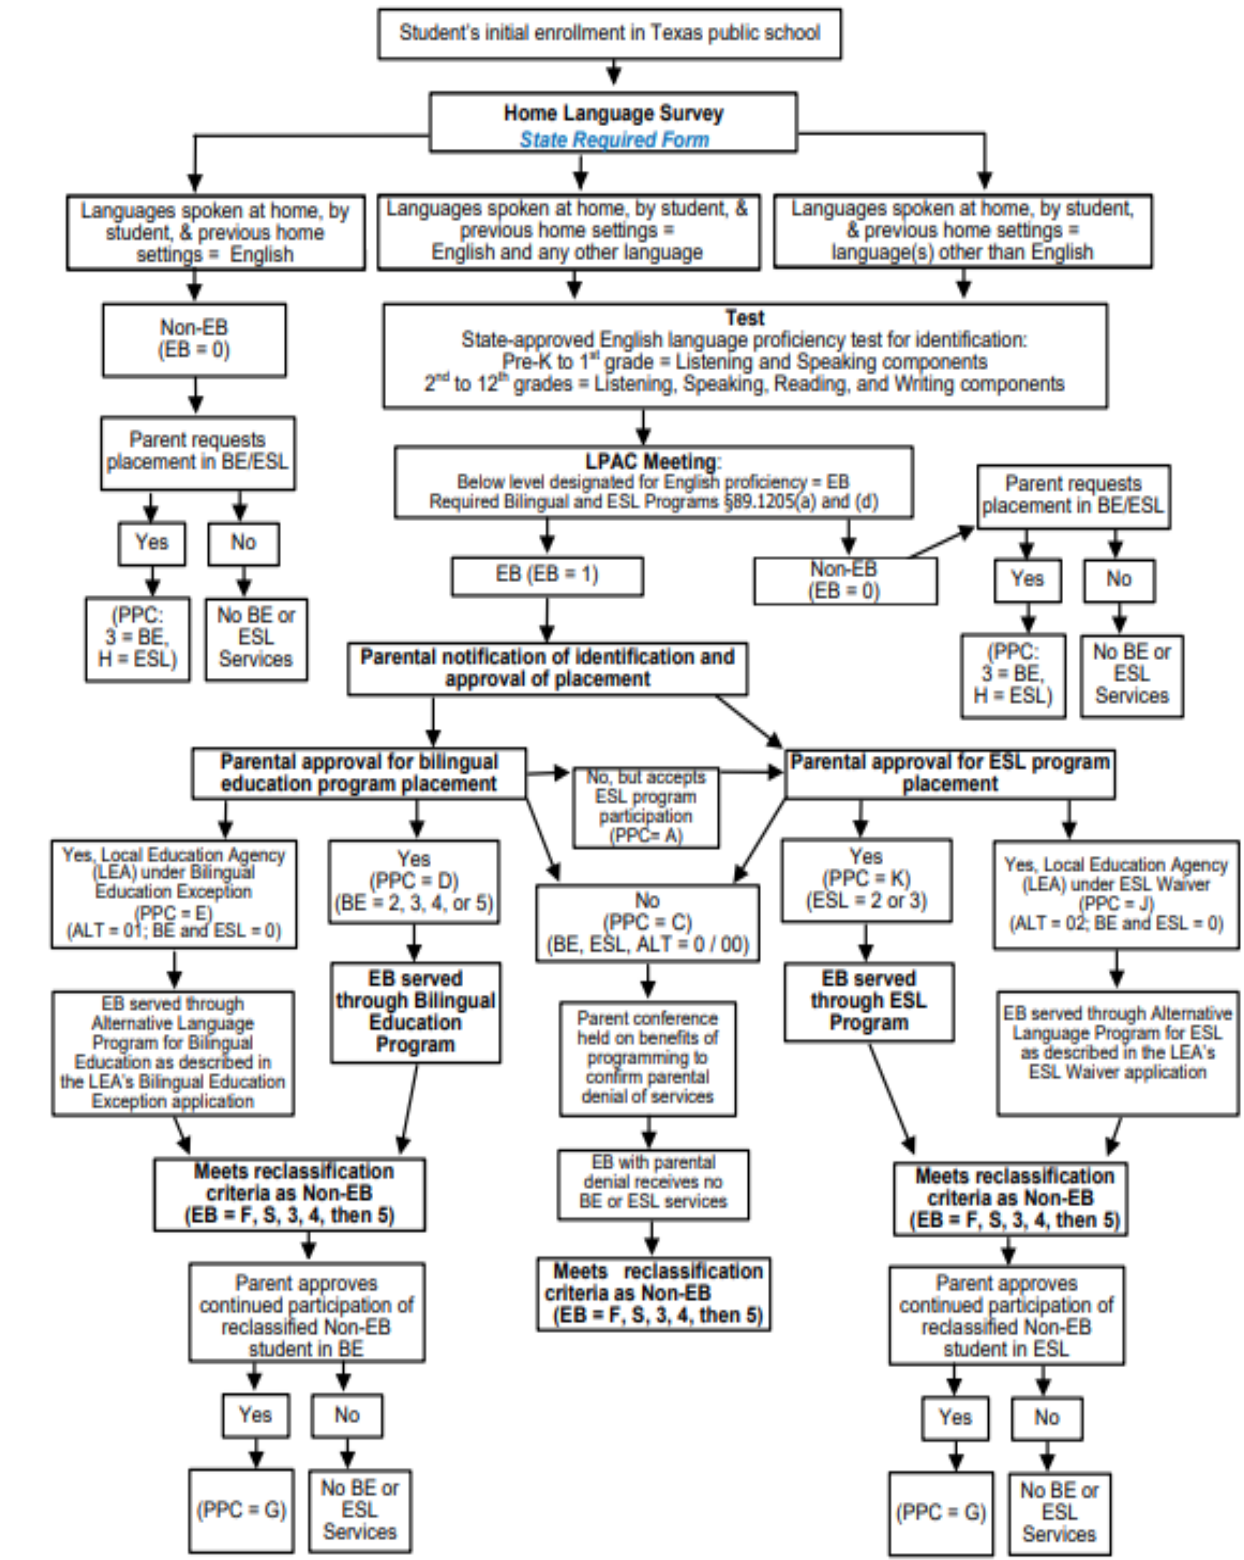 Student's initial enrollment in Texas public school
Home Language Survey
State Required Form
Languages spoken at home, by
student, & previous home
settings = English
Languages spoken at home, by student, &
previous home settings =
English and any other language
Languages spoken at home, by student,
& previous home settings =
language(s) other than English
Non-EB
(EB = 0)
Test
State-approved English language proficiency test for identification:
Pre-K to 1st grade = Listening and Speaking components
2nd to 12th grades = Listening, Speaking, Reading, and Writing components
Parent requests
placement in BE/ESL
Yes
No
(PPC:
3 = BE,
H = ESL)
No BE or
ESL
Services
LPAC Meeting:
Below level designated for English proficiency = EB
Required Bilingual and ESL Programs §89.1205(a) and (d)
EB (EB = 1)
Non-EB
(EB = 0)
Parent requests
placement in BE/ESL
Yes
No
(PPC:
3 = BE,
H = ESL)
No BE or
ESL
Services
Parental notification of identification and
approval of placement
Parental approval for bilingual
education program placement
No, but accepts
ESL program
participation
(PPC= A)
Parental approval for ESL program
placement
Yes, Local Education Agency
(LEA) under Bilingual
Education Exception
(PPC = E)
(ALT = 01; BE and ESL = 0)
Yes
(PPC = D)
(BE = 2, 3, 4, or 5)
No
(PPC = C)
(BE, ESL, ALT = 0 / 00)
Yes
(PPC = K)
(ESL = 2 or 3)
Yes, Local Education Agency
(LEA) under ESL Waiver
(PPC = J)
(ALT = 02; BE and ESL = 0)
EB served through
Alternative Language
Program for Bilingual
Education as described in
the LEA's Bilingual Education
Exception application
EB served
through Bilingual
Education
Program
Parent conference
held on benefits of
programming to
confirm parental
denial of services
EB served
through ESL
Program
EB served through Alternative
Language Program for ESL
as described in the LEA's
ESL Waiver application
Meets reclassification
criteria as Non-EB
(EB = F, S, 3, 4, then 5)
EB with parental
denial receives no
BE or ESL services
Meets reclassification
criteria as Non-EB
(EB = F, S, 3, 4, then 5)
Meets reclassification
criteria as Non-EB
(EB = F, S, 3, 4, then 5)
Parent approves
continued participation of
reclassified Non-EB
student in BE
Yes
No
(PPC = G)
No BE or
ESL
Services
Parent approves
continued participation of
reclassified Non-EB
student in ESL
Yes
No
(PPC = G)
No BE or
ESL
Services